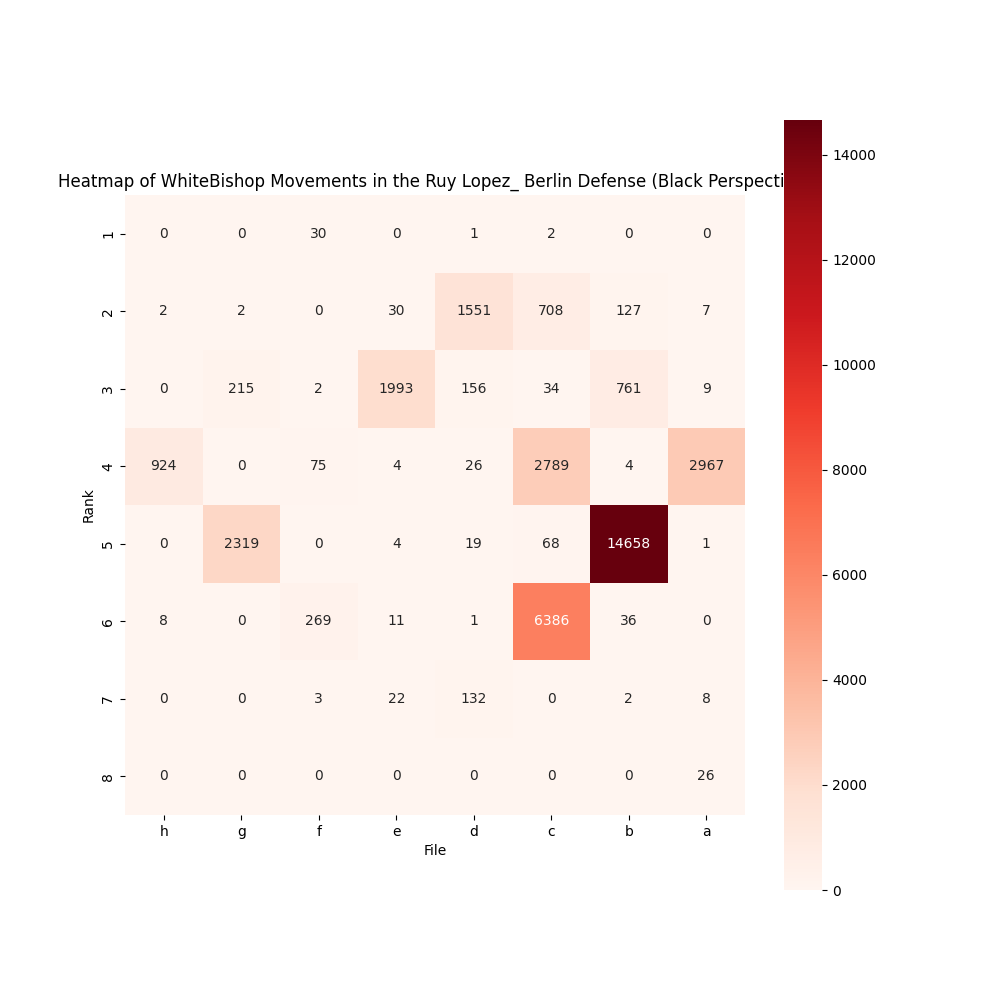 Heatmap of WhiteBishop Movements in the Ruy Lopez_ Berlin Defense (Black Perspecti
14000
1 0 0 30 0 1 2 0 0
12000
2 2 2 0 30 1551 708 127 7
3 0 215 2 1993 156 34 761 9
10000
4 924 0 75 4 26 2789 4 2967
8000
Rank
5 0 2319 0 4 19 68 14658 1
6000
6 8 0 269 11 1 6386 36 0
4000
7 0 0 3 22 132 0 2 8
8 0 0 0 0 0 0 0 26
2000
h g f e d c b a
File
0